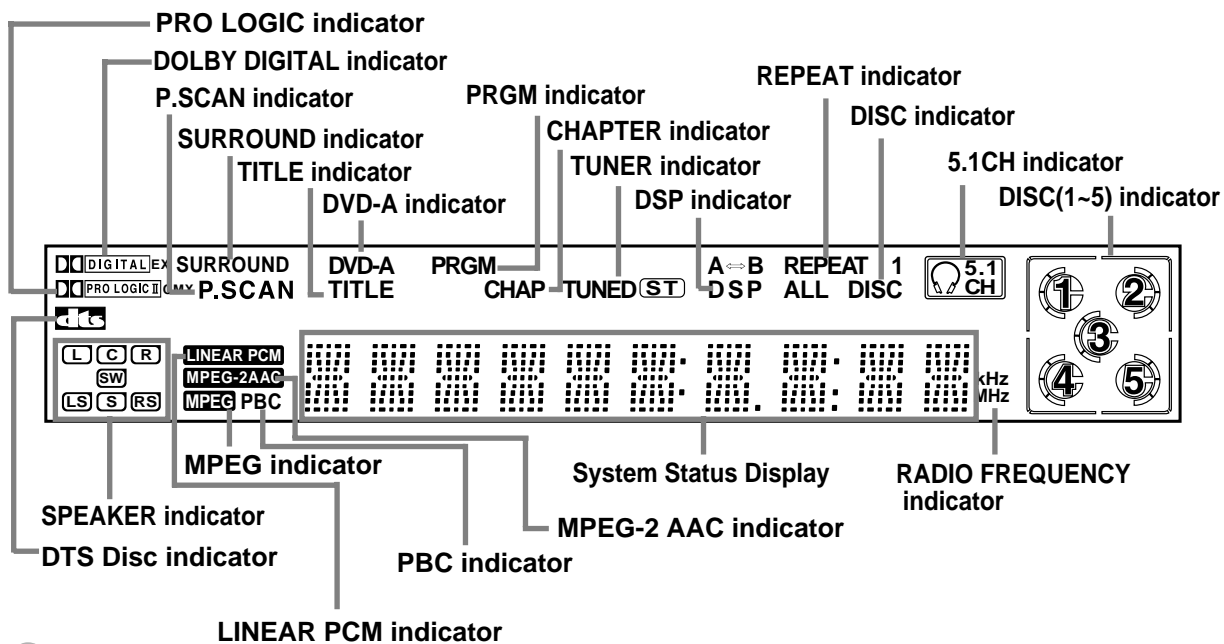 PRO LOGIC indicator
DOLBY DIGITAL indicator
P.SCAN indicator
PRGM indicator
REPEAT indicator
SURROUND indicator
CHAPTER indicator
DISC indicator
TITLE indicator
TUNER indicator
5.1CH indicator
DVD-A indicator
DSP indicator
DISC(1~5) indicator
DIGITAL EX SURROUND DVD-A PRGM A⇔B REPEAT 1 5.1
PRO LOGIC II P.SCAN TITLE CHAP TUNED ST DSP ALL DISC CH
dts
1 2
3
4 5
L C R LINEAR PCM
SW MPEG-2AAC kHz
LS S RS MPEG PBC MHz
MPEG indicator
System Status Display
RADIO FREQUENCY
indicator
SPEAKER indicator
MPEG-2 AAC indicator
DTS Disc indicator
PBC indicator
LINEAR PCM indicator